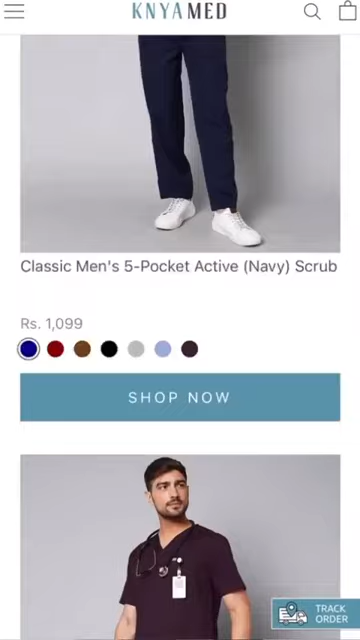 KNYAMED
Classic Men's 5-Pocket Active (Navy) Scrub
Rs. 1,099
SHOP NOW
TRACK
ORDER